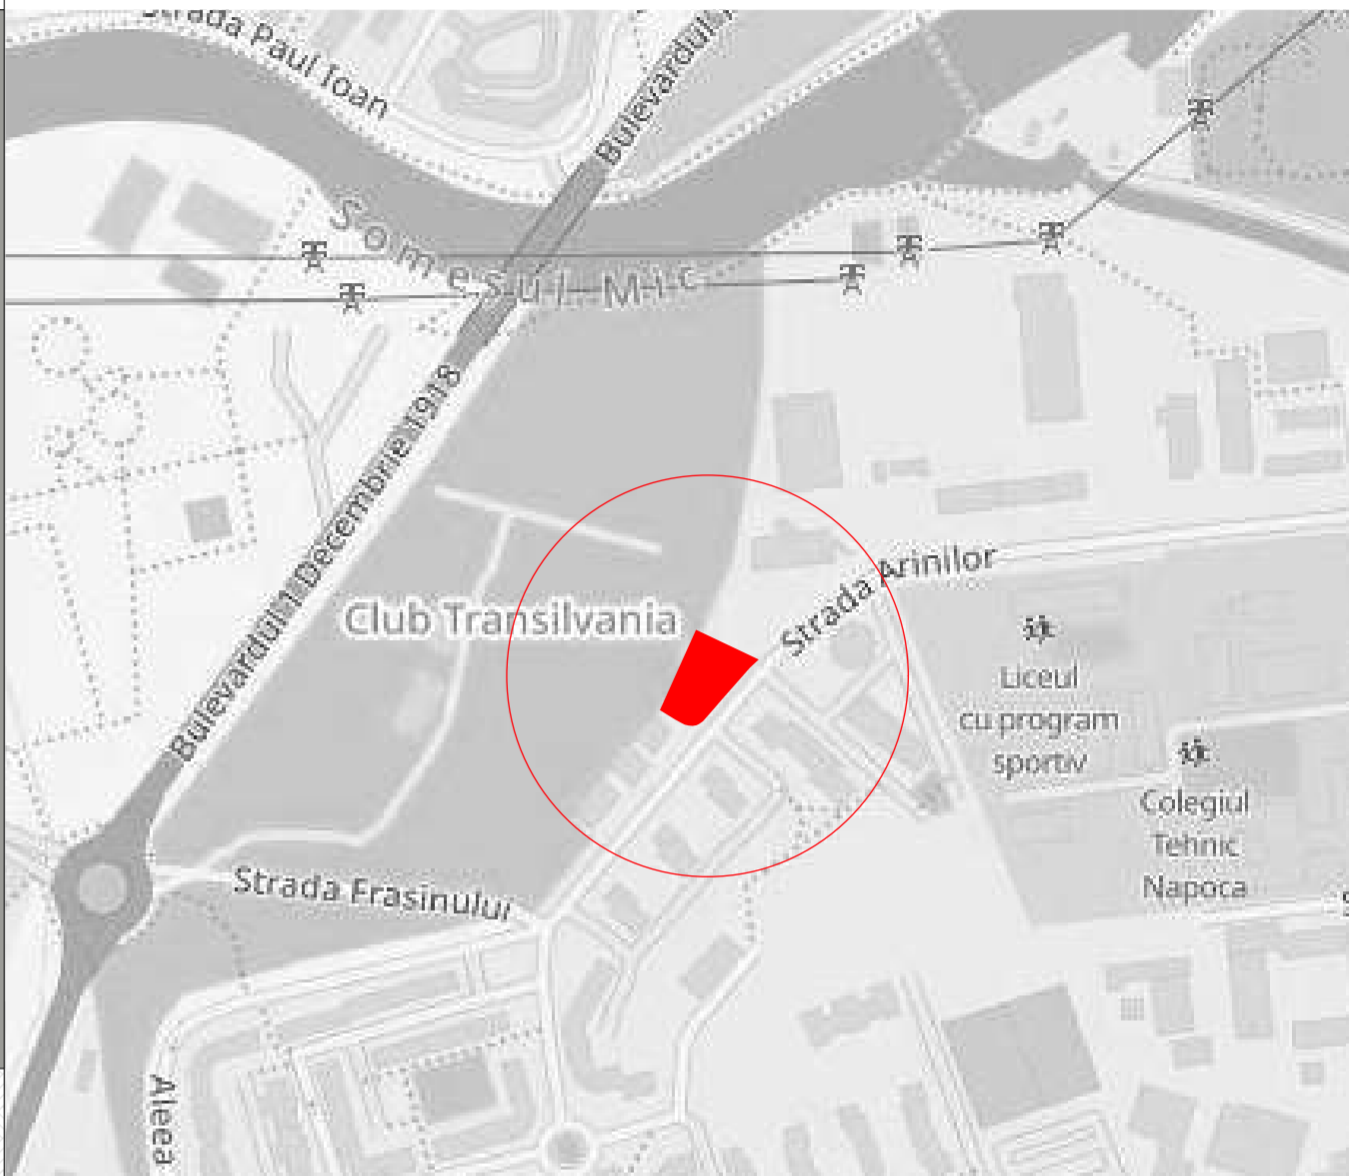 Strada Paul Ioan
Bulevardul
Someșul Mic
Bulevardul 1 Decembrie 1918
Club Transilvania
Strada Arinilor
Liceul
cu program
sportiv
Colegiul
Tehnic
Napoca
Strada Frasinului
S
Aleea